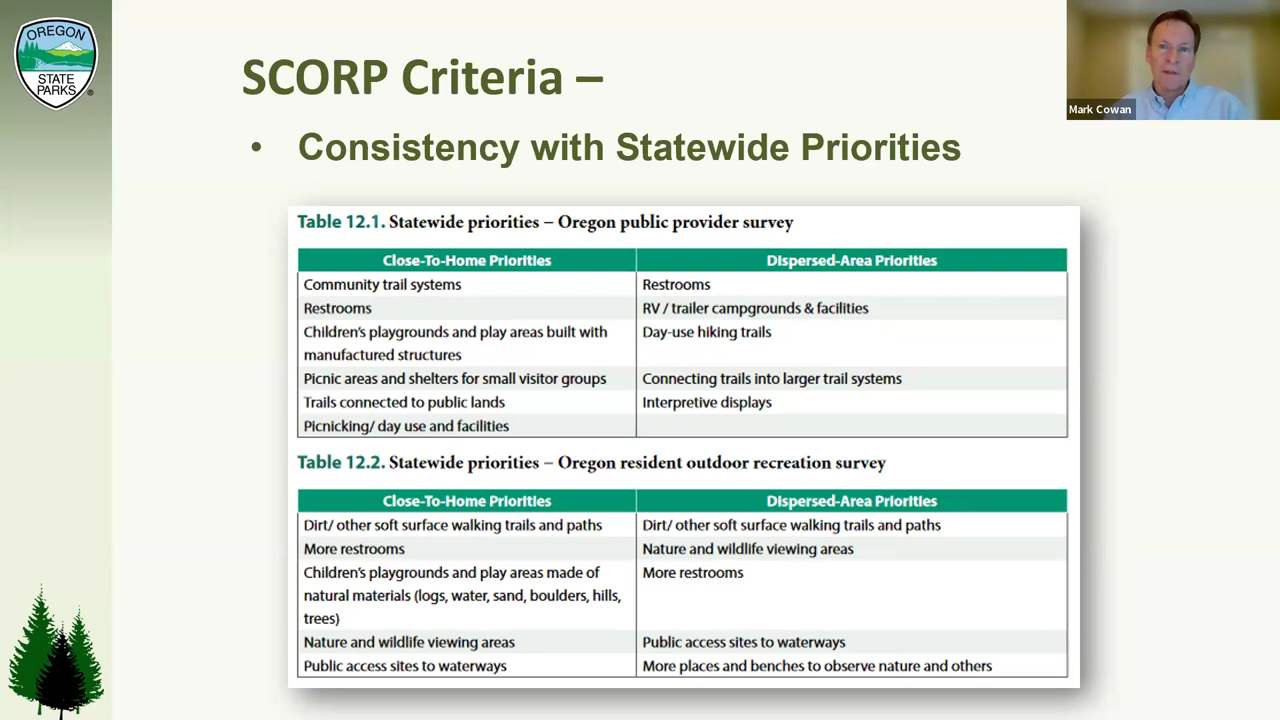 OREGON
STATE
PARKS
®
SCORP Criteria –
Mark Cowan
• Consistency with Statewide Priorities
Table 12.1. Statewide priorities – Oregon public provider survey
Close-To-Home Priorities Dispersed-Area Priorities
Community trail systems Restrooms
Restrooms RV / trailer campgrounds & facilities
Children's playgrounds and play areas built with Day-use hiking trails
manufactured structures
Picnic areas and shelters for small visitor groups Connecting trails into larger trail systems
Trails connected to public lands Interpretive displays
Picnicking/ day use and facilities
Table 12.2. Statewide priorities – Oregon resident outdoor recreation survey
Close-To-Home Priorities Dispersed-Area Priorities
Dirt/ other soft surface walking trails and paths Dirt/ other soft surface walking trails and paths
More restrooms Nature and wildlife viewing areas
Children's playgrounds and play areas made of More restrooms
natural materials (logs, water, sand, boulders, hills,
trees)
Nature and wildlife viewing areas Public access sites to waterways
Public access sites to waterways More places and benches to observe nature and others